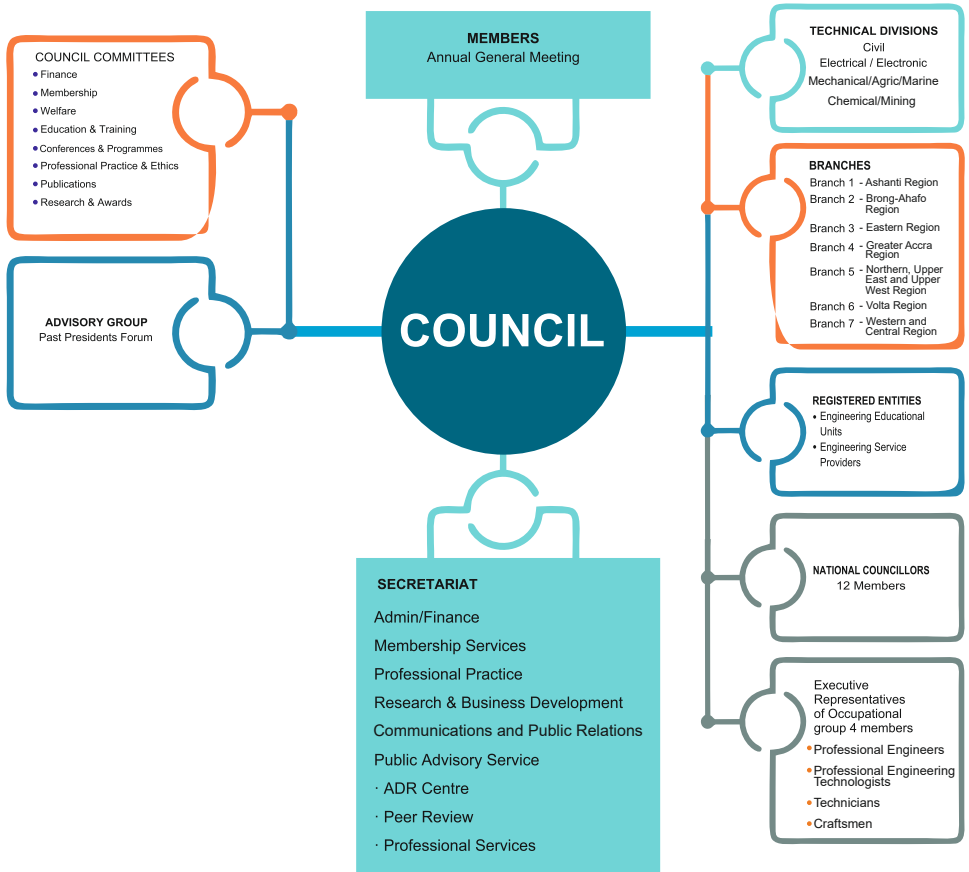 COUNCIL COMMITTEES
• Finance
• Membership
• Welfare
• Education & Training
• Conferences & Programmes
• Professional Practice & Ethics
• Publications
• Research & Awards
ADVISORY GROUP
Past Presidents Forum
MEMBERS
Annual General Meeting
COUNCIL
SECRETARIAT
Admin/Finance
Membership Services
Professional Practice
Research & Business Development
Communications and Public Relations
Public Advisory Service
· ADR Centre
· Peer Review
· Professional Services
TECHNICAL DIVISIONS
Civil
Electrical / Electronic
Mechanical/Agric/Marine
Chemical/Mining
BRANCHES
Branch 1 - Ashanti Region
Branch 2 - Brong-Ahafo
Region
Branch 3 - Eastern Region
Branch 4 - Greater Accra
Region
Branch 5 - Northern, Upper
East and Upper
West Region
Branch 6 - Volta Region
Branch 7 - Western and
Central Region
REGISTERED ENTITIES
• Engineering Educational
Units
• Engineering Service
Providers
NATIONAL COUNCILLORS
12 Members
Executive
Representatives
of Occupational
group 4 members
• Professional Engineers
• Professional Engineering
Technologists
• Technicians
• Craftsmen